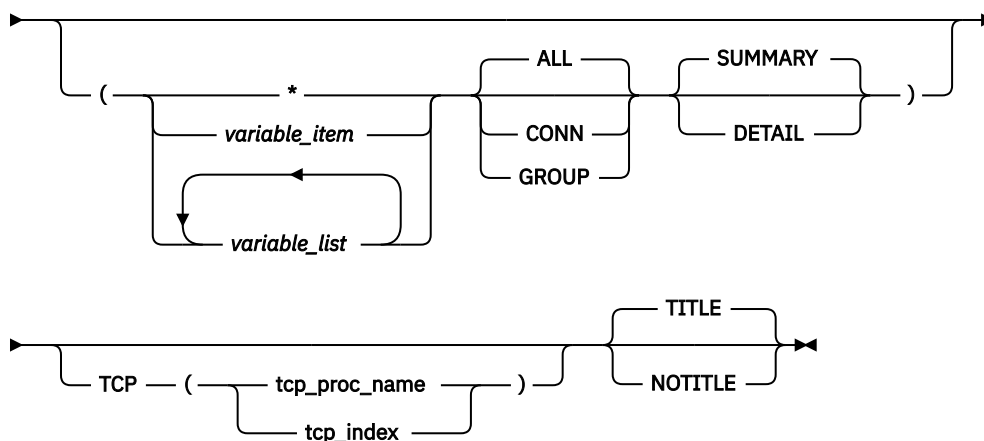 ALL SUMMARY
( * )
variable_item CONN DETAIL
GROUP
variable_list
TITLE
TCP ( tcp_proc_name ) NOTITLE
tcp_index